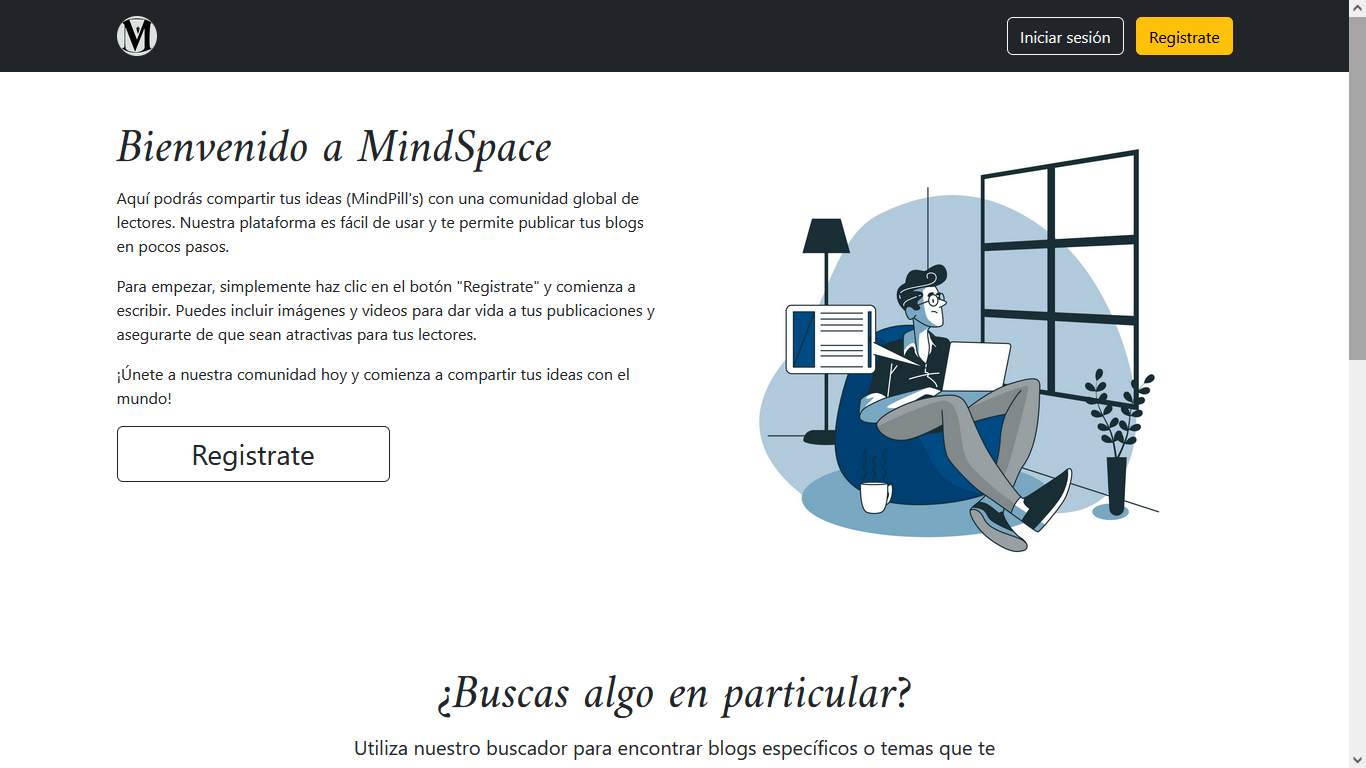 M
Iniciar sesión
Registrate
Bienvenido a MindSpace
Aquí podrás compartir tus ideas (MindPill's) con una comunidad global de
lectores. Nuestra plataforma es fácil de usar y te permite publicar tus blogs
en pocos pasos.
Para empezar, simplemente haz clic en el botón "Registrate" y comienza a
escribir. Puedes incluir imágenes y videos para dar vida a tus publicaciones y
asegurarte de que sean atractivas para tus lectores.
¡Únete a nuestra comunidad hoy y comienza a compartir tus ideas con el
mundo!
Registrate
¿Buscas algo en particular?
Utiliza nuestro buscador para encontrar blogs específicos o temas que te